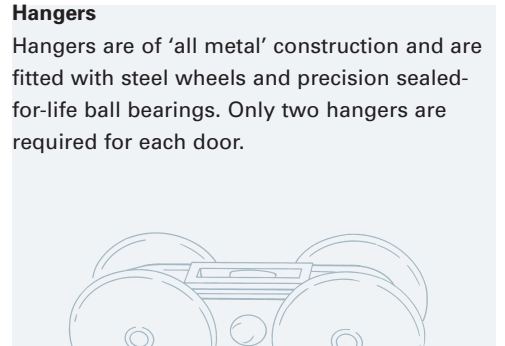 Hangers
Hangers are of ‘all metal’ construction and are
fitted with steel wheels and precision sealed-
for-life ball bearings. Only two hangers are
required for each door.